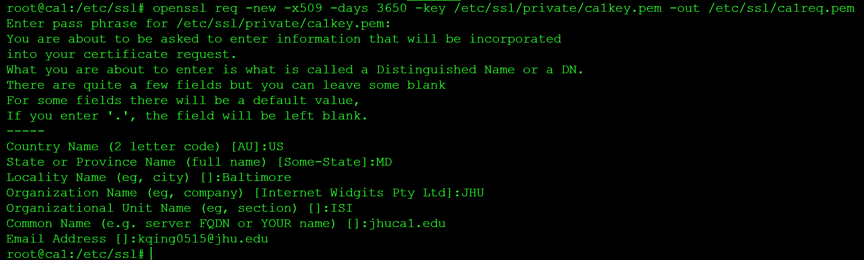 root@ca1:/etc/ssl# openssl req -new -x509 -days 3650 -key /etc/ssl/private/ca1key.pem -out /etc/ssl/ca1req.pem
Enter pass phrase for /etc/ssl/private/ca1key.pem:
You are about to be asked to enter information that will be incorporated
into your certificate request.
What you are about to enter is what is called a Distinguished Name or a DN.
There are quite a few fields but you can leave some blank
For some fields there will be a default value,
If you enter '.', the field will be left blank.
-----
Country Name (2 letter code) [AU]:US
State or Province Name (full name) [Some-State]:MD
Locality Name (eg, city) []:Baltimore
Organization Name (eg, company) [Internet Widgits Pty Ltd]:JHU
Organizational Unit Name (eg, section) []:ISI
Common Name (e.g. server FQDN or YOUR name) []:jhuca1.edu
Email Address []:kqing0515@jhu.edu
root@ca1:/etc/ssl#